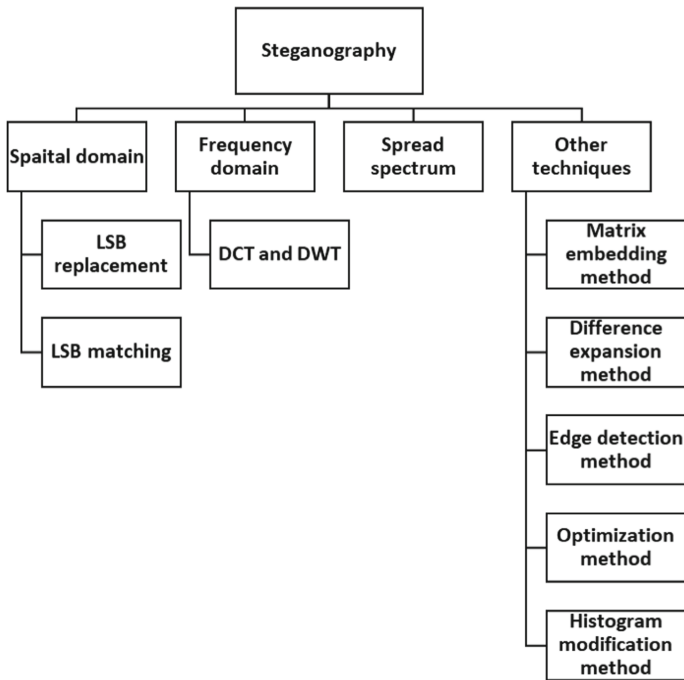 Steganography
Spaital domain
Frequency
domain
Spread
spectrum
Other
techniques
LSB
replacement
LSB matching
DCT and DWT
Matrix
embedding
method
Difference
expansion
method
Edge detection
method
Optimization
method
Histogram
modification
method